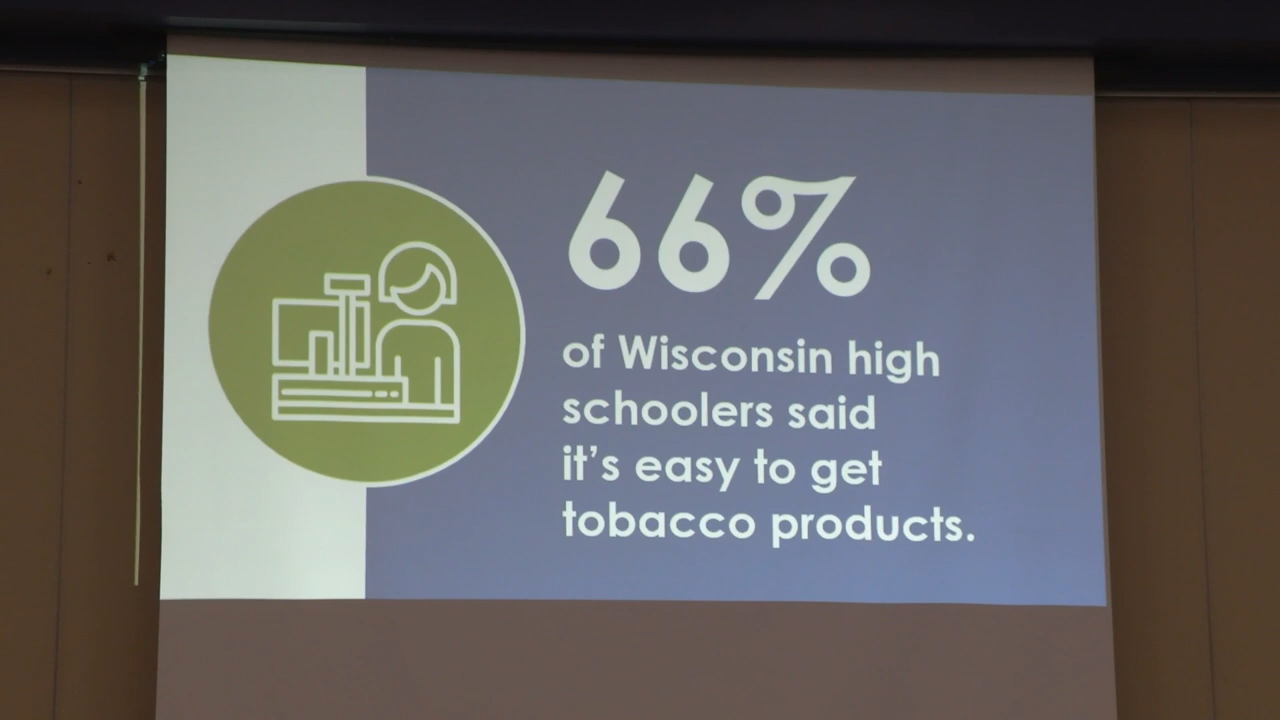 66%
of Wisconsin high
schoolers said
it's easy to get
tobacco products.